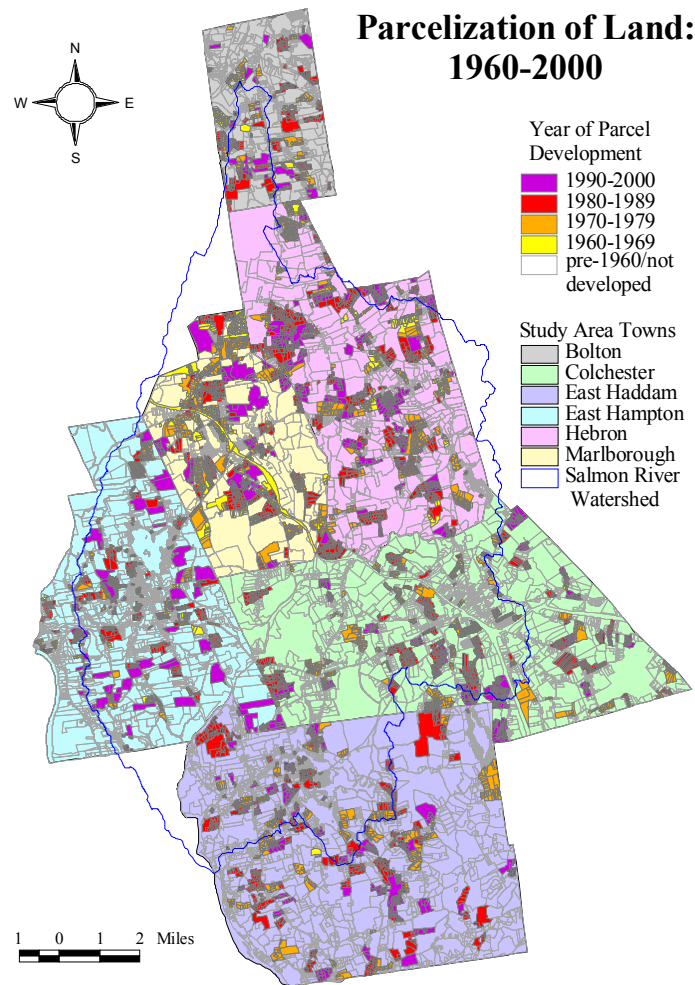 Parcelization of Land:
1960-2000
N
W E
S
Year of Parcel
Development
1990-2000
1980-1989
1970-1979
1960-1969
pre-1960/not
developed
Study Area Towns
Bolton
Colchester
East Haddam
East Hampton
Hebron
Marlborough
Salmon River
Watershed
1 0 1 2 Miles